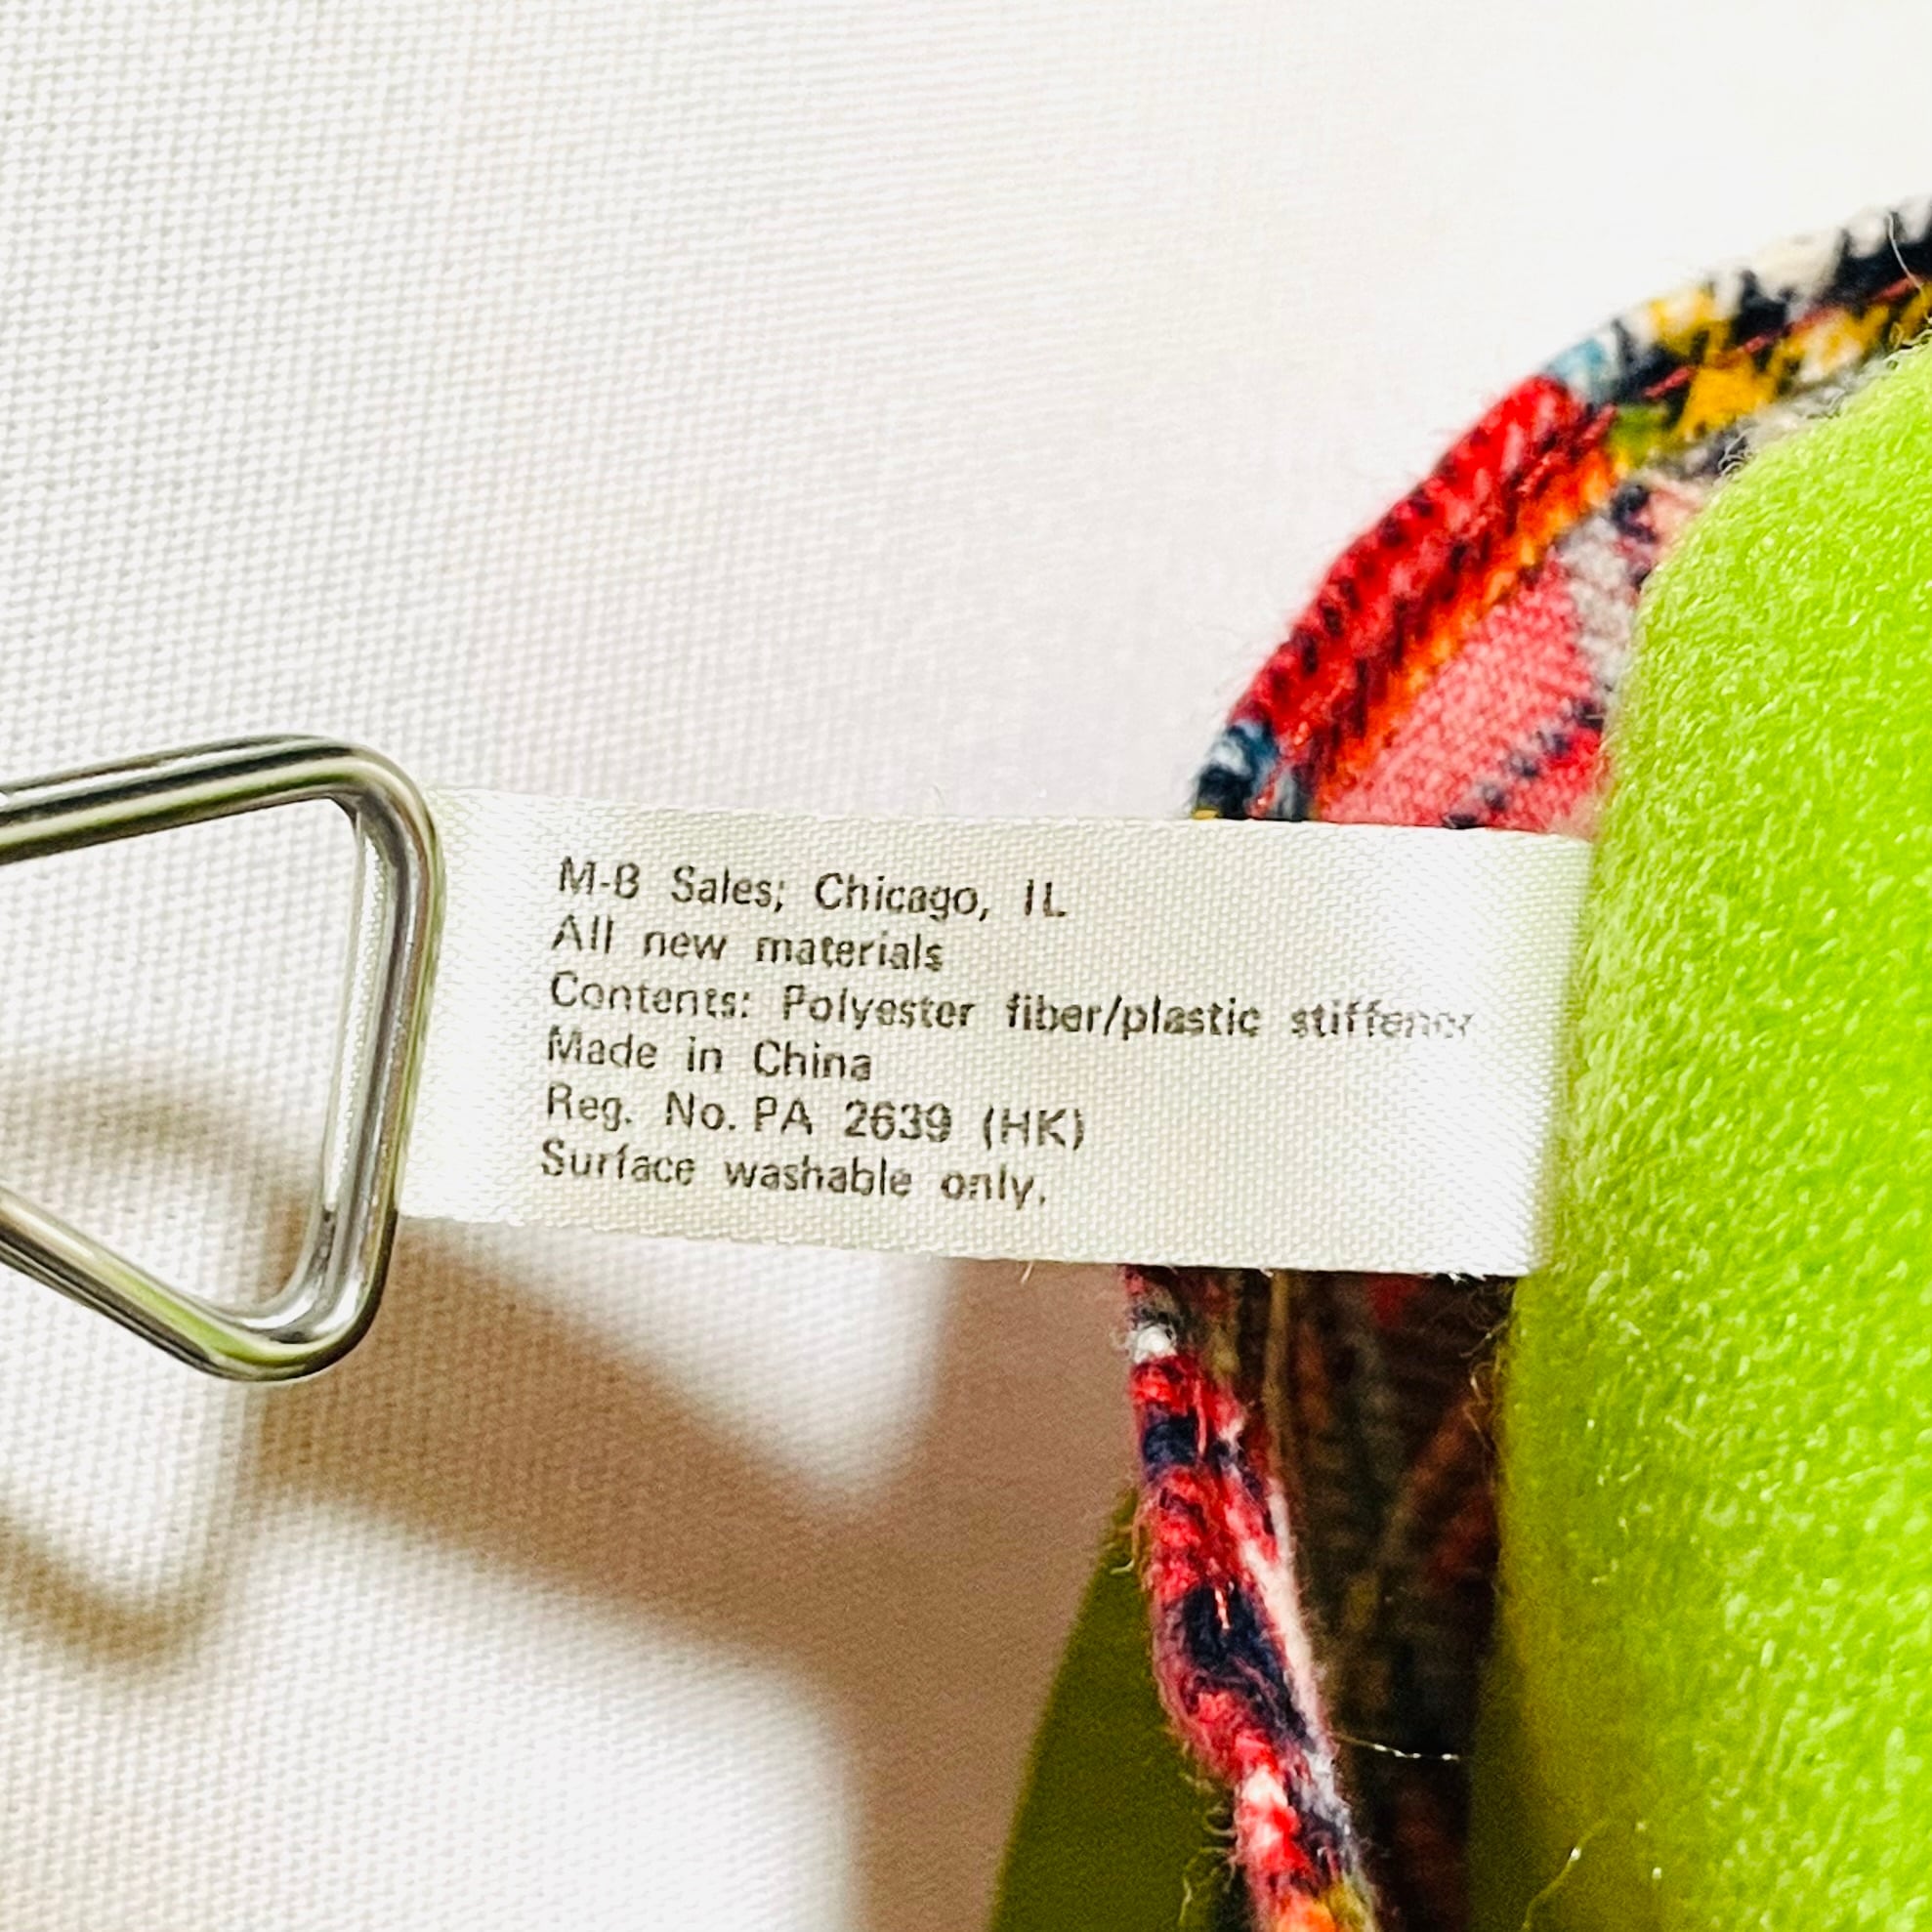 M-B Sales; Chicago, IL
All new materials
Contents: Polyester fiber/plastic stiffener
Made in China
Reg. No. PA 2639 (HK)
Surface washable only.